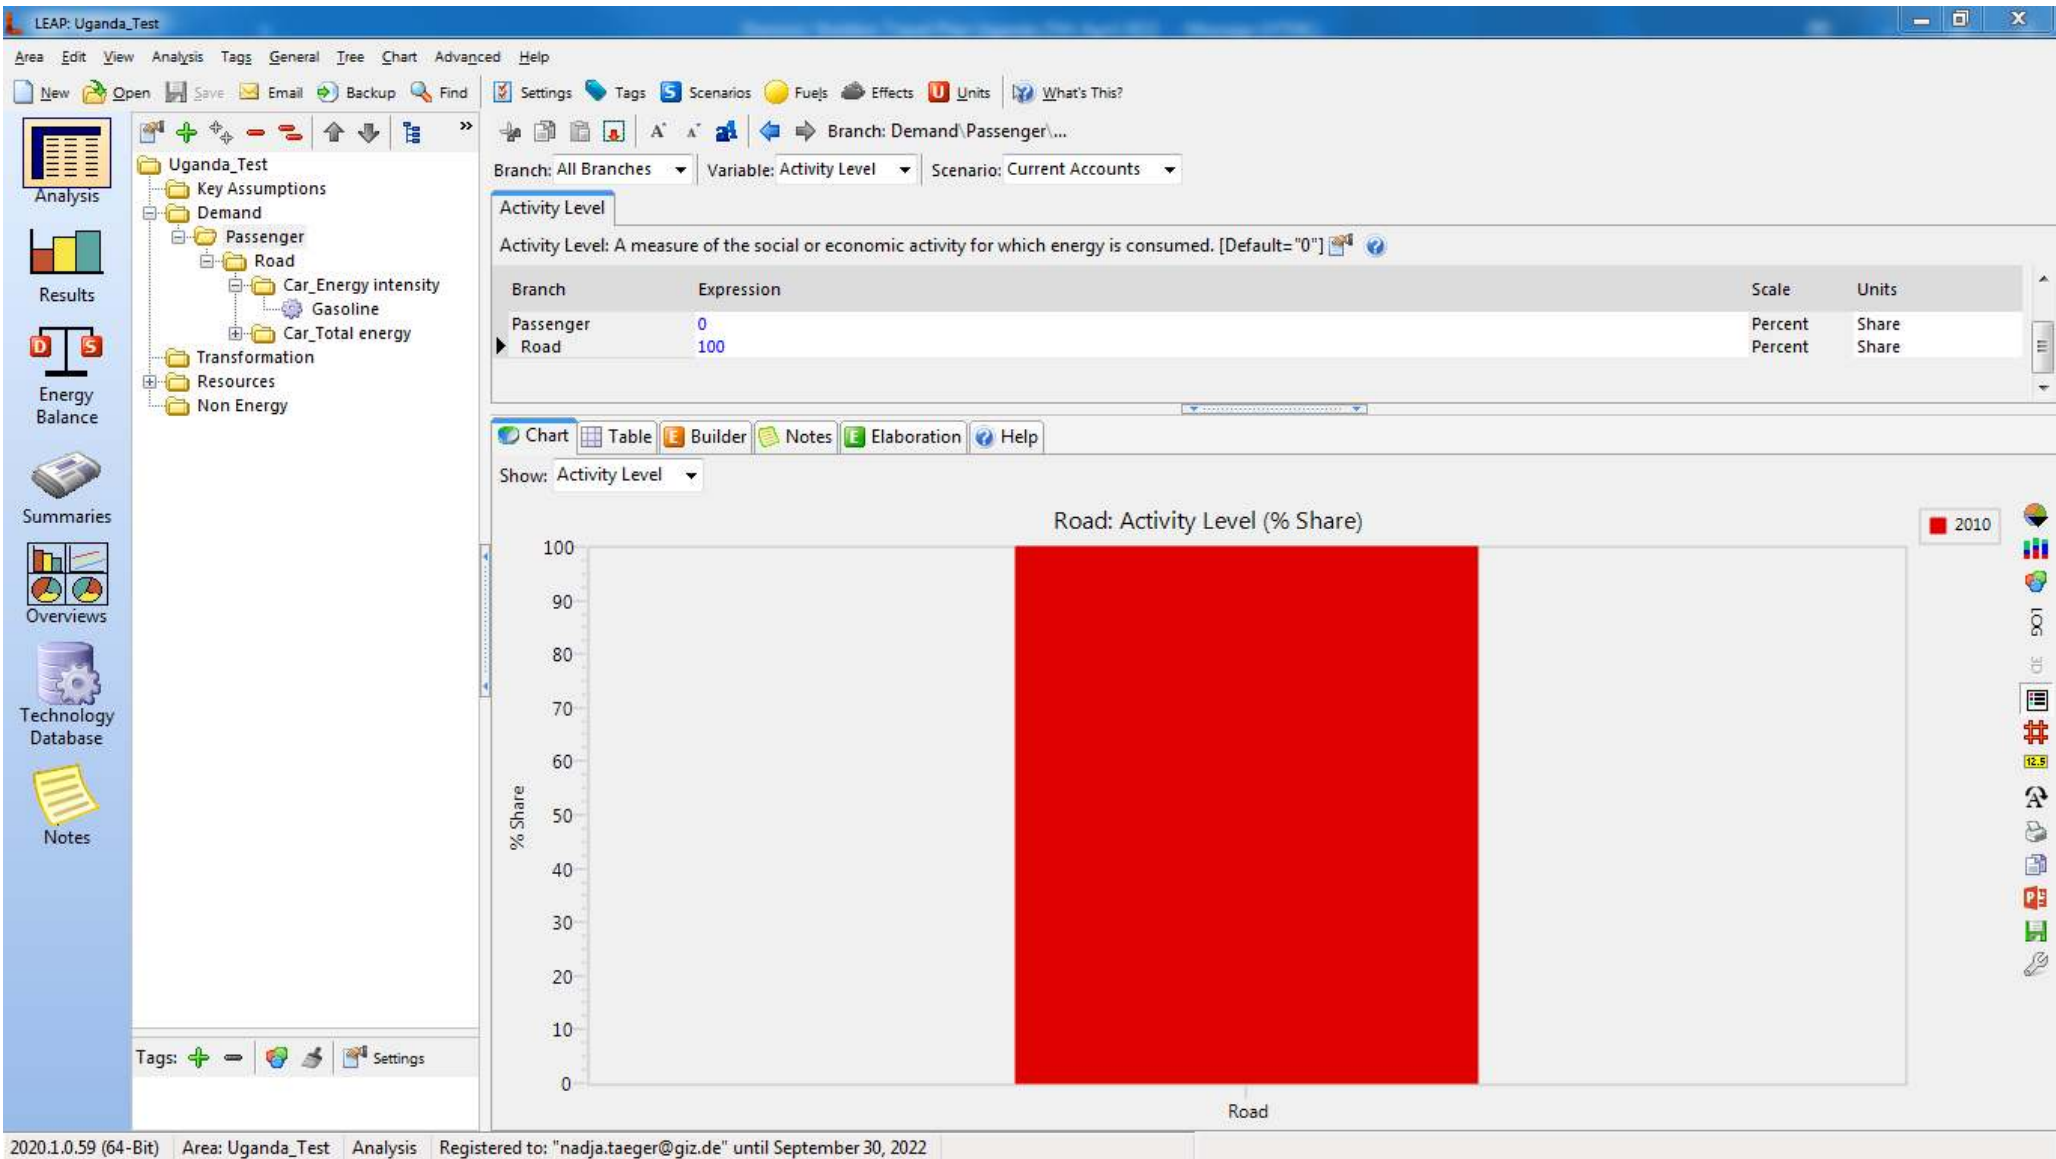 LEAP: Uganda_Test
Area Edit View Analysis Tags General Tree Chart Advanced Help
New Open Save Email Backup Find Settings Tags Scenarios Fuels Effects Units What's This?
Analysis
Results
Energy
Balance
Summaries
Overviews
Technology
Database
Notes
Uganda_Test
Key Assumptions
Demand
Passenger
Road
Car_Energy intensity
Gasoline
Car_Total energy
Transformation
Resources
Non Energy
Tags: Settings
Branch: Demand\Passenger\...
Branch: All Branches Variable: Activity Level Scenario: Current Accounts
Activity Level
Activity Level: A measure of the social or economic activity for which energy is consumed. [Default="0"]
Branch Expression Scale Units
Passenger 0 Percent Share
Road 100 Percent Share
Chart Table Builder Notes Elaboration Help
Show: Activity Level
Road: Activity Level (% Share)
2010
% Share
100
90
80
70
60
50
40
30
20
10
0
Road
LOG
3D
12.5
2020.1.0.59 (64-Bit) Area: Uganda_Test Analysis Registered to: "nadja.taeger@giz.de" until September 30, 2022